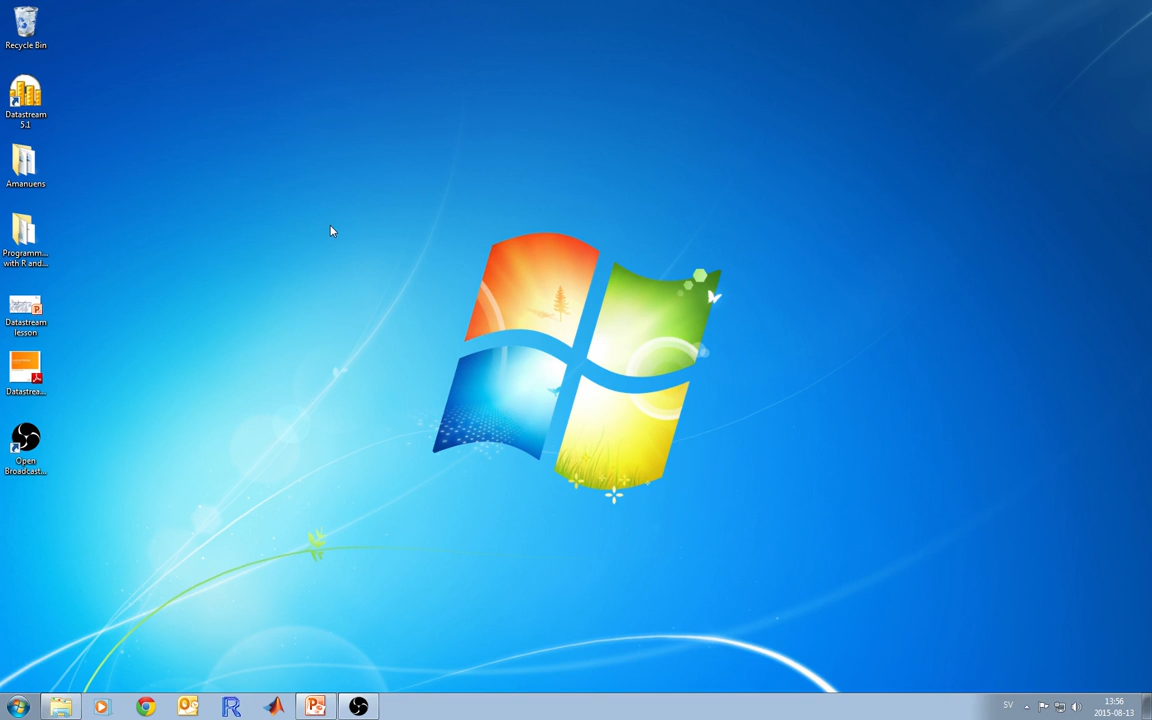 Recycle Bin
Datastream
5.1
Amanuens
Programm...
with R and...
Datastream
lesson
Datastrea...
Open
Broadcast...
SV
13:56
2015-08-13